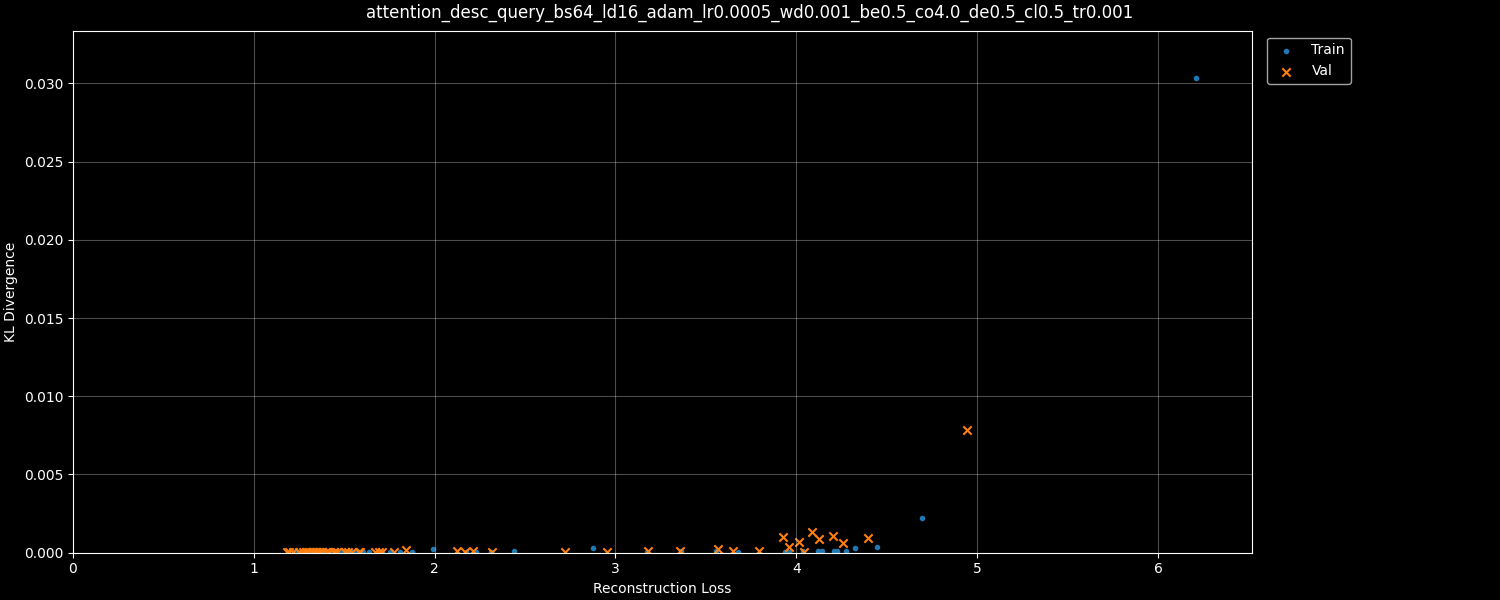 attention_desc_query_bs64_ld16_adam_lr0.0005_wd0.001_be0.5_co4.0_de0.5_cl0.5_tr0.001
Train
Val
KL Divergence
0.030
0.025
0.020
0.015
0.010
0.005
0.000
0 1 2 3 4 5 6
Reconstruction Loss